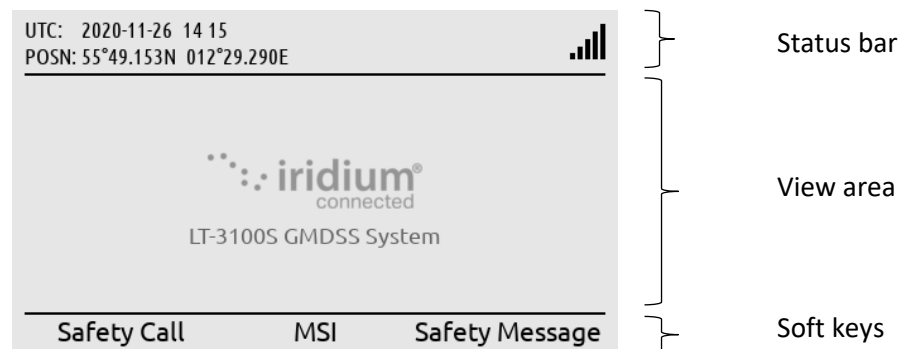 UTC: 2020-11-26 14 15
POSN: 55°49.153N 012°29.290E
Status bar
iridium®
connected
LT-3100S GMDSS System
View area
Safety Call MSI Safety Message
Soft keys